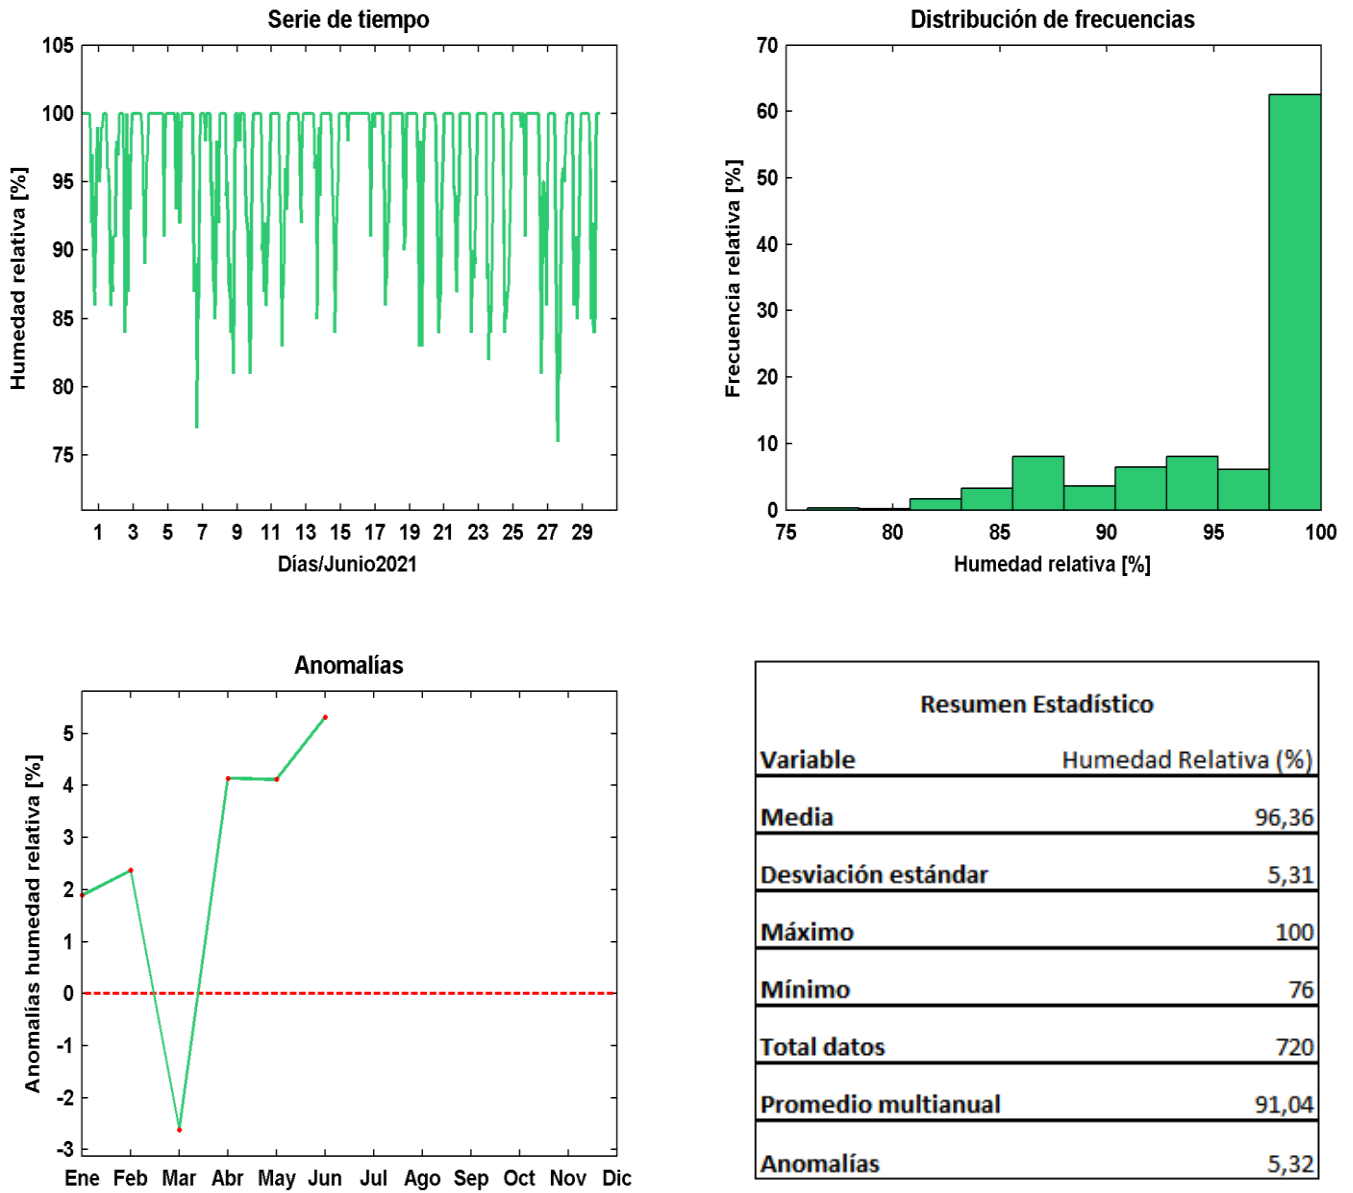 Serie de tiempo
105
100
95
90
85
80
75
Humedad relativa [%]
1 3 5 7 9 11 13 15 17 19 21 23 25 27 29
Días/Junio2021
Distribución de frecuencias
70
60
50
40
30
20
10
0
Frecuencia relativa [%]
75 80 85 90 95 100
Humedad relativa [%]
Anomalías
5
4
3
2
1
0
-1
-2
-3
Anomalías humedad relativa [%]
Ene Feb Mar Abr May Jun Jul Ago Sep Oct Nov Dic
Resumen Estadístico
Variable Humedad Relativa (%)
Media 96,36
Desviación estándar 5,31
Máximo 100
Mínimo 76
Total datos 720
Promedio multianual 91,04
Anomalías 5,32